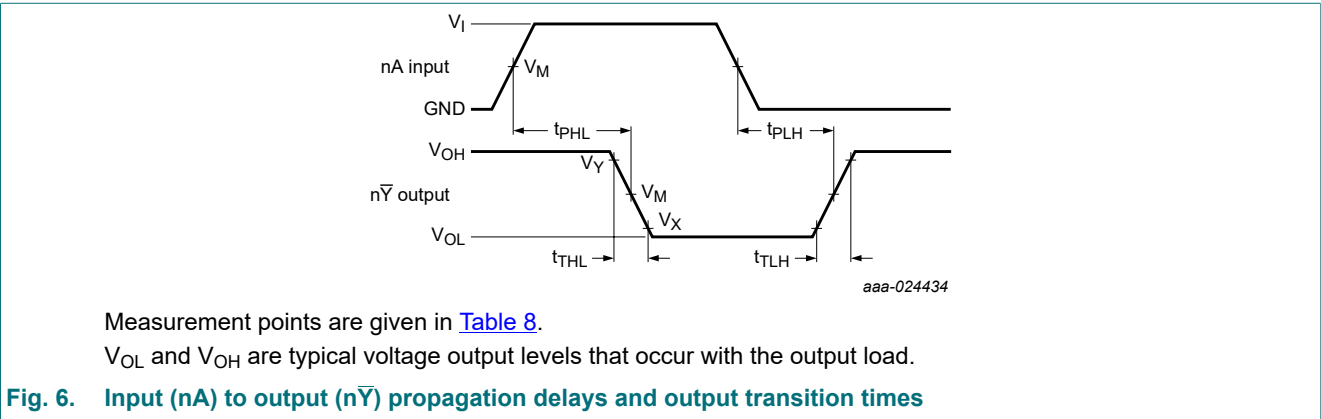 V_I
nA input
V_M
GND
t_PHL
t_PLH
V_OH
V_Y
nY̅ output
V_M
V_X
V_OL
t_THL
t_TLH
aaa-024434
Measurement points are given in Table 8.
V_OL and V_OH are typical voltage output levels that occur with the output load.
Fig. 6. Input (nA) to output (nY̅) propagation delays and output transition times